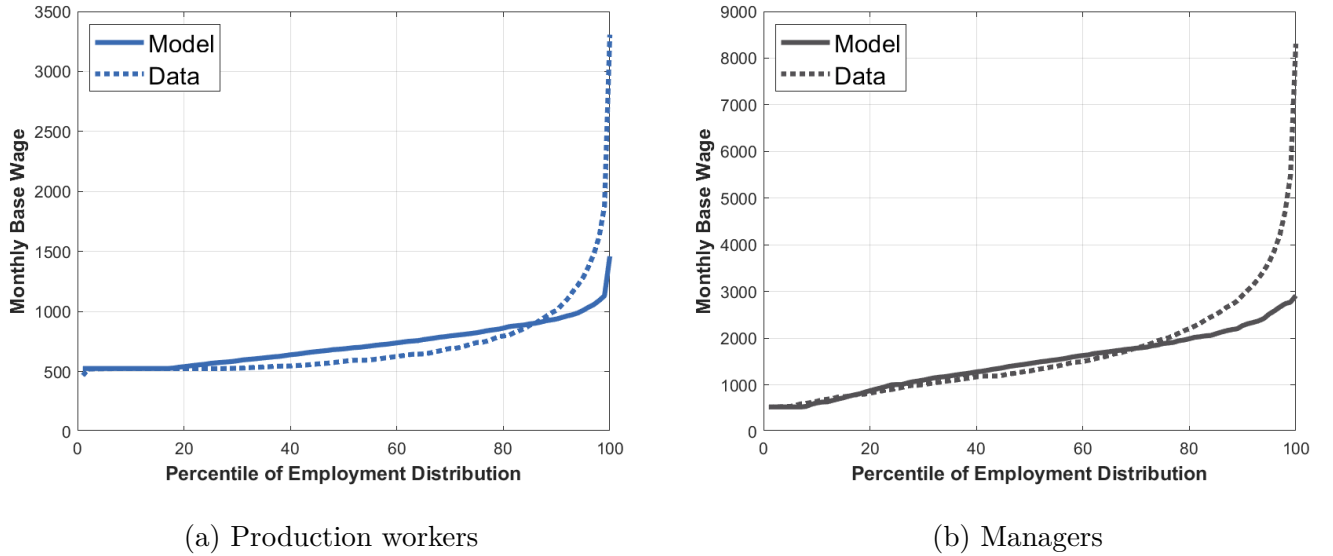 3500
3000
2500
2000
1500
1000
500
0
Monthly Base Wage
Model
Data
0 20 40 60 80 100
Percentile of Employment Distribution
(a) Production workers
9000
8000
7000
6000
5000
4000
3000
2000
1000
0
Monthly Base Wage
Model
Data
0 20 40 60 80 100
Percentile of Employment Distribution
(b) Managers